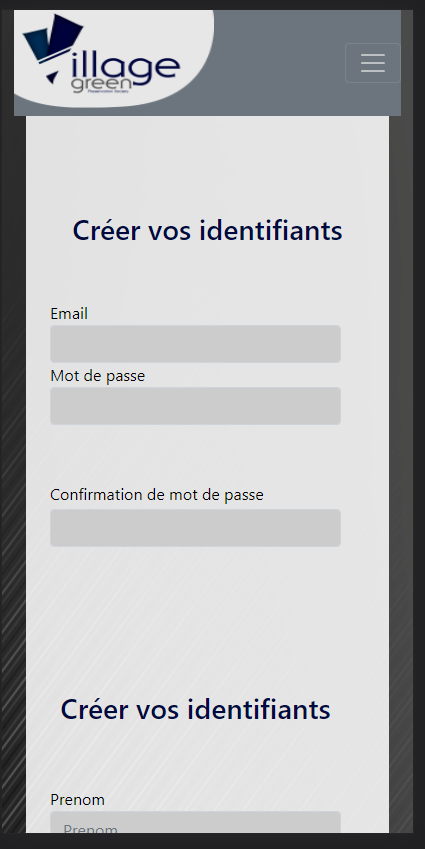 Village
green
Preservation Society
Créer vos identifiants
Email
Mot de passe
Confirmation de mot de passe
Créer vos identifiants
Prenom
Prenom